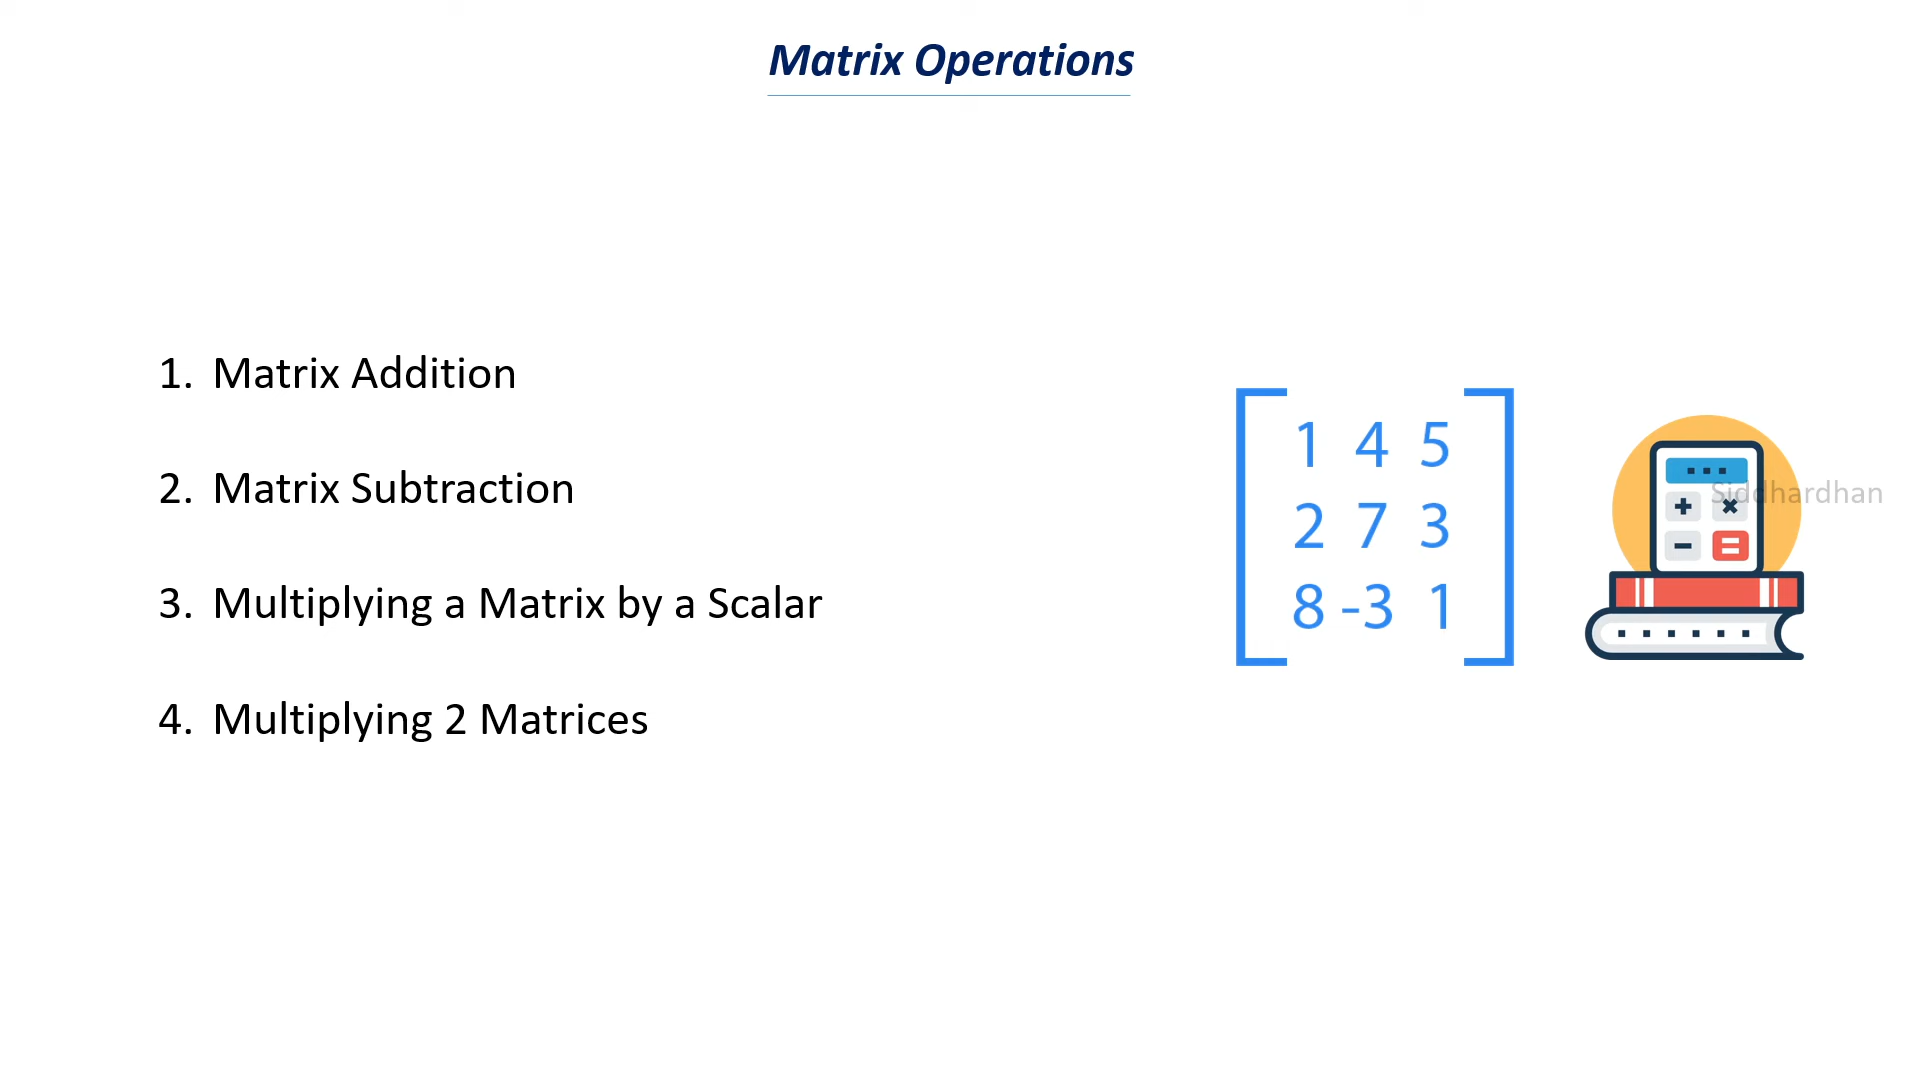 Matrix Operations
1. Matrix Addition
2. Matrix Subtraction
3. Multiplying a Matrix by a Scalar
4. Multiplying 2 Matrices
1 4 5
2 7 3
8 -3 1
Siddhardhan